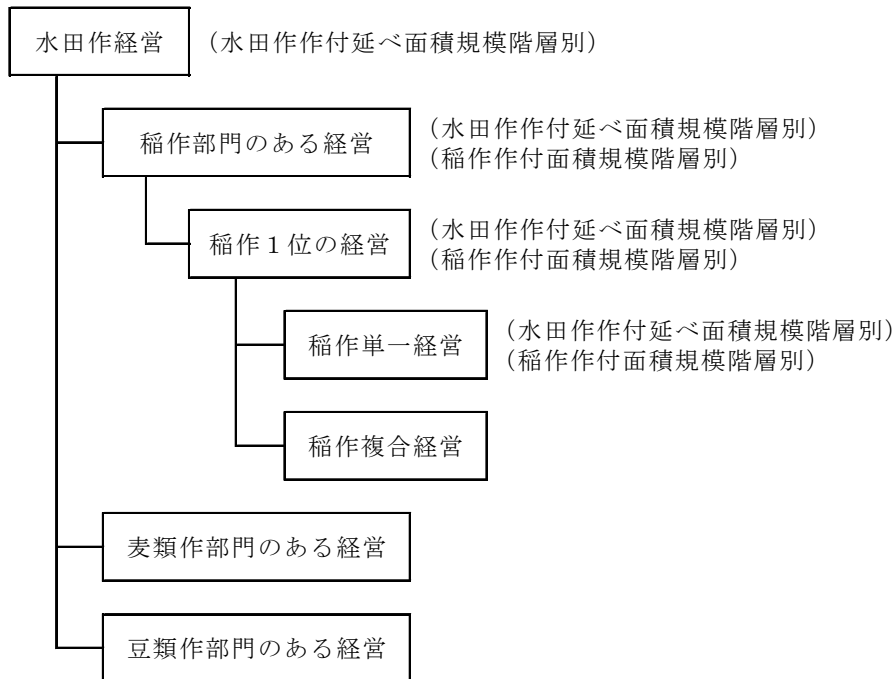 水田作経営 (水田作作付延べ面積規模階層別)
稲作部門のある経営 (水田作作付延べ面積規模階層別)
(稲作作付面積規模階層別)
稲作1位の経営 (水田作作付延べ面積規模階層別)
(稲作作付面積規模階層別)
稲作単一経営 (水田作作付延べ面積規模階層別)
(稲作作付面積規模階層別)
稲作複合経営
麦類作部門のある経営
豆類作部門のある経営